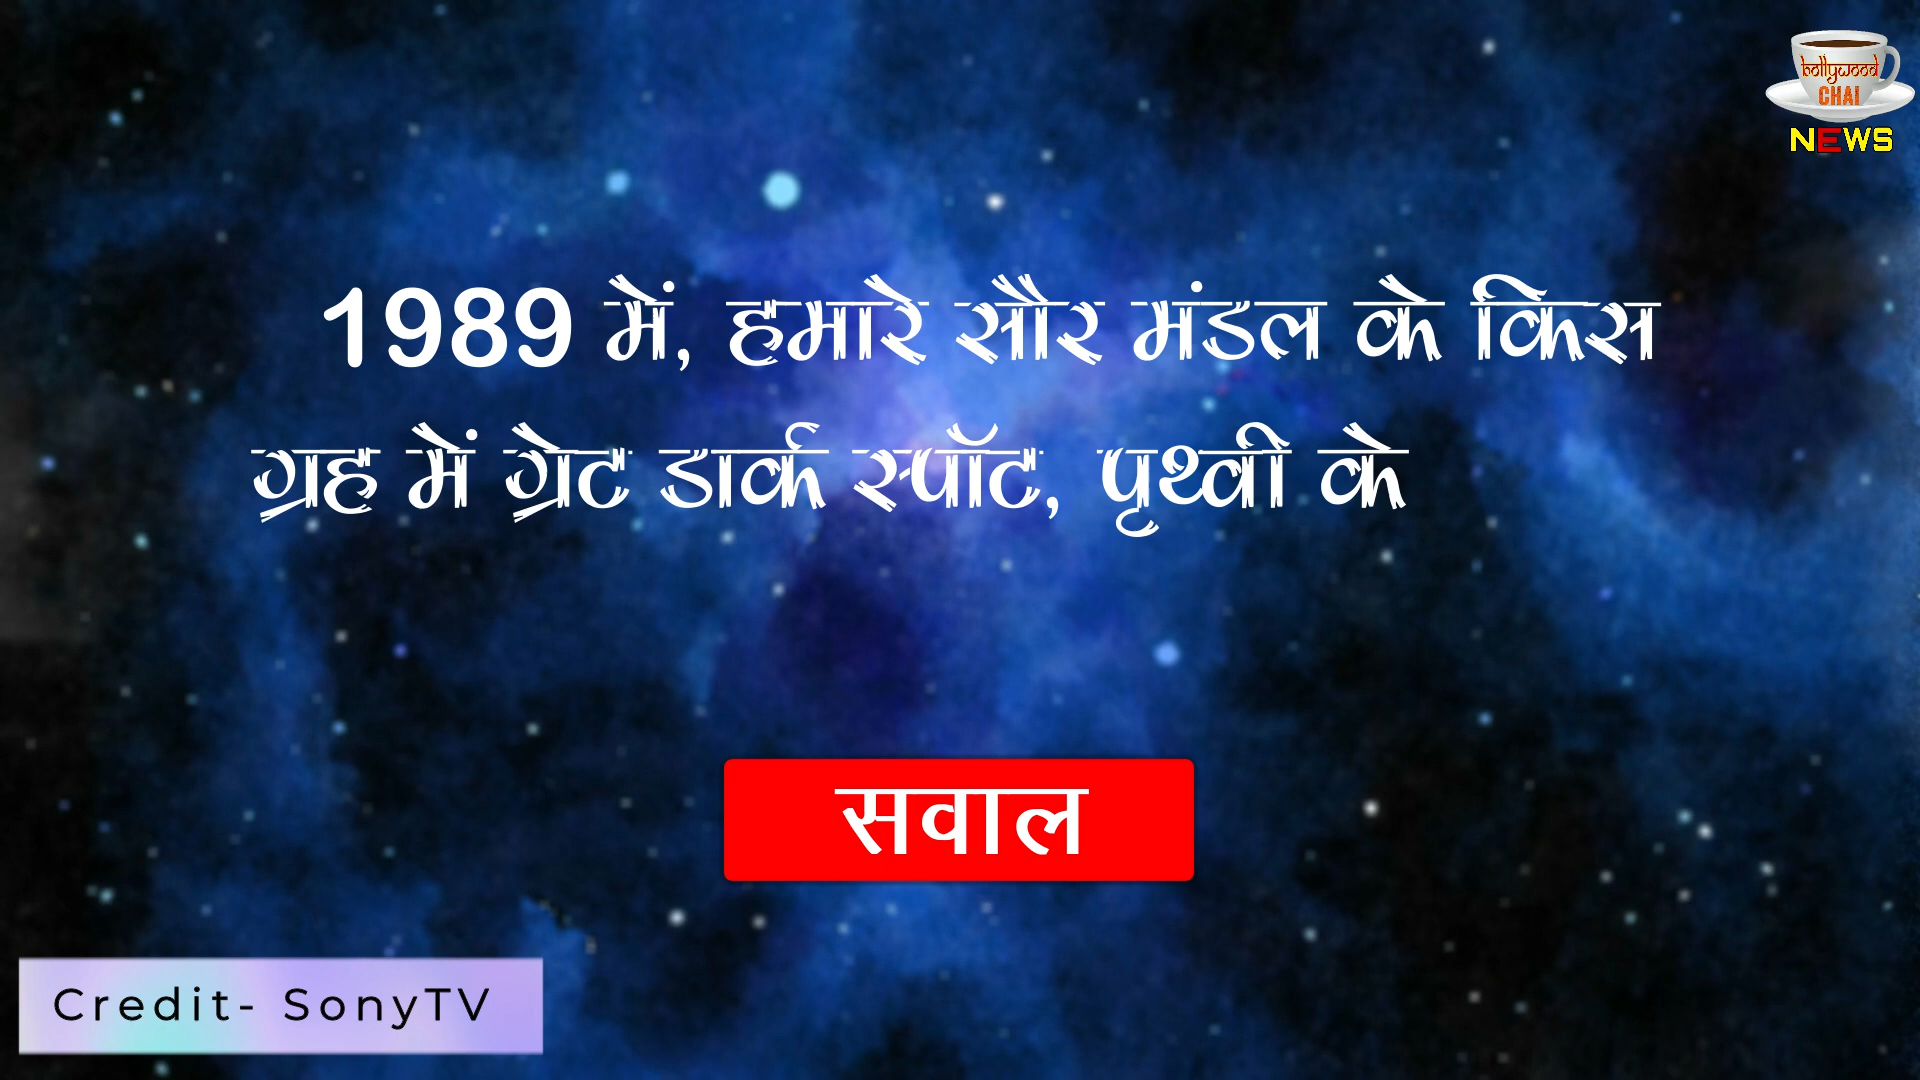 bollywood
CHAI
NEWS
1989 में, हमारे सौर मंडल के किस
ग्रह में ग्रेट डार्क स्पॉट, पृथ्वी के
सवाल
Credit- SonyTV